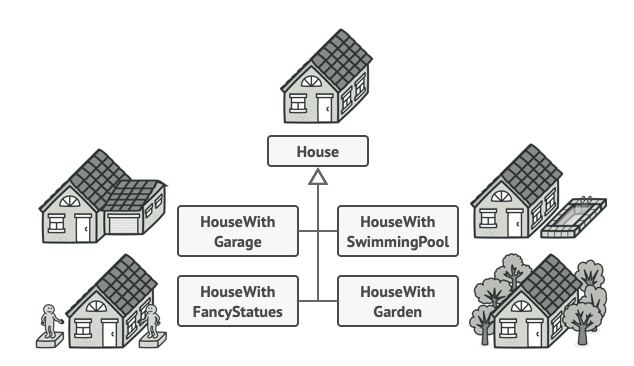 House
HouseWith
Garage
HouseWith
SwimmingPool
HouseWith
FancyStatues
HouseWith
Garden